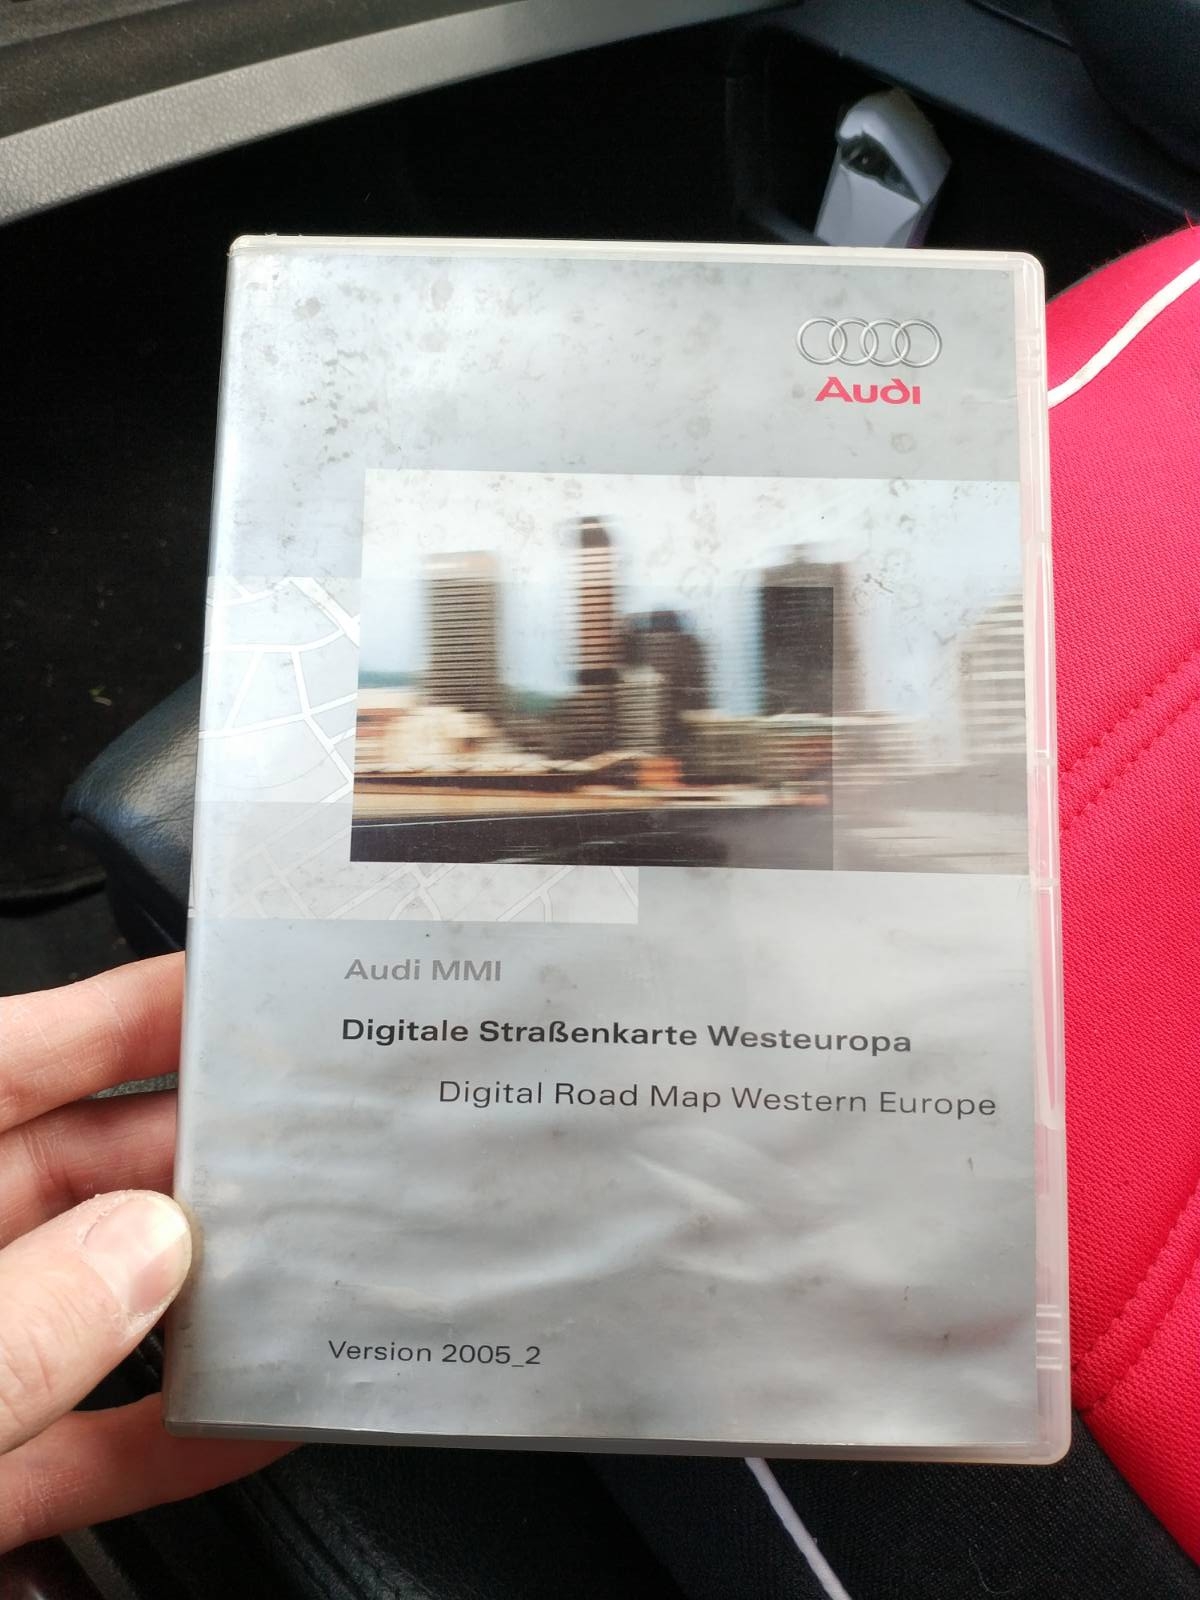 Audi
Audi MMI
Digitale Straßenkarte Westeuropa
Digital Road Map Western Europe
Version 2005_2